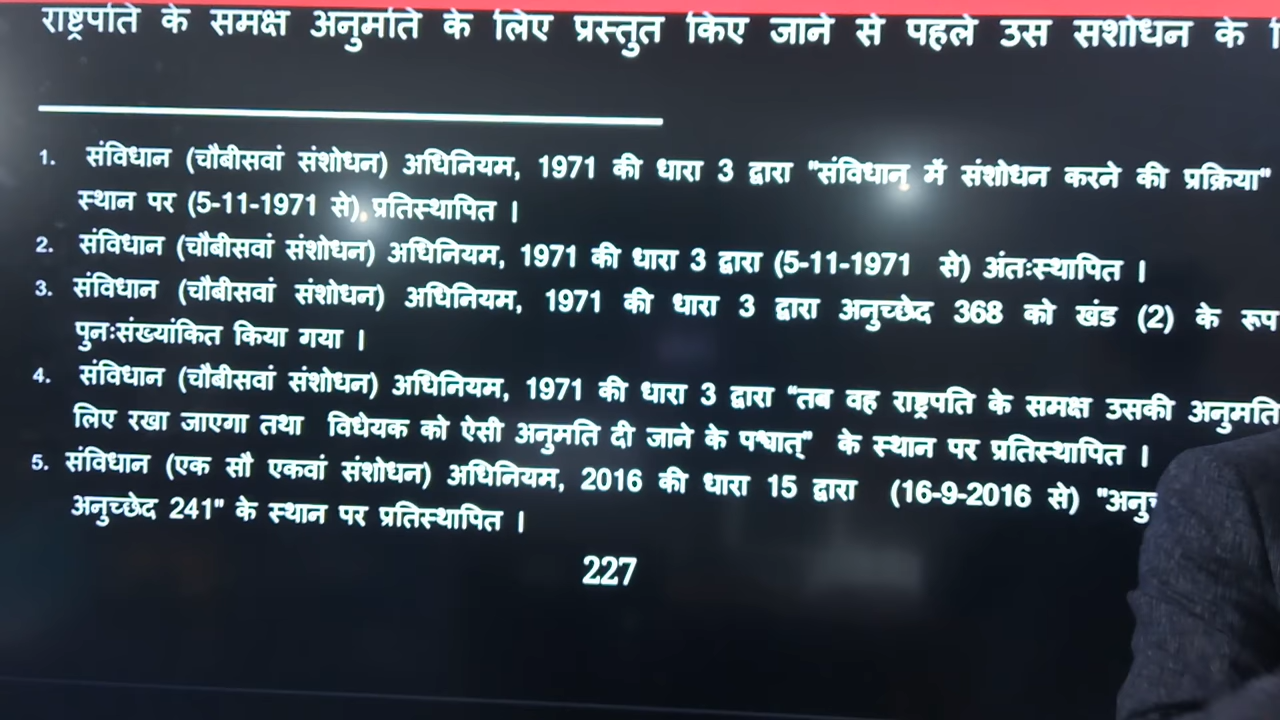 राष्ट्रपति के समक्ष अनुमति के लिए प्रस्तुत किए जाने से पहले उस संशोधन के
1. संविधान (चौबीसवां संशोधन) अधिनियम, 1971 की धारा 3 द्वारा "संविधान में संशोधन करने की प्रक्रिया"
स्थान पर (5-11-1971 से) प्रतिस्थापित ।
2. संविधान (चौबीसवां संशोधन) अधिनियम, 1971 की धारा 3 द्वारा (5-11-1971 से) अंतःस्थापित ।
3. संविधान (चौबीसवां संशोधन) अधिनियम, 1971 की धारा 3 द्वारा अनुच्छेद 368 को खंड (2) के रूप
पुनःसंख्यांकित किया गया ।
4. संविधान (चौबीसवां संशोधन) अधिनियम, 1971 की धारा 3 द्वारा "तब वह राष्ट्रपति के समक्ष उसकी अनुमति
लिए रखा जाएगा तथा विधेयक को ऐसी अनुमति दी जाने के पश्चात्" के स्थान पर प्रतिस्थापित ।
5. संविधान (एक सौ एकवां संशोधन) अधिनियम, 2016 की धारा 15 द्वारा (16-9-2016 से)
अनुच्छेद 241" के स्थान पर प्रतिस्थापित ।
227